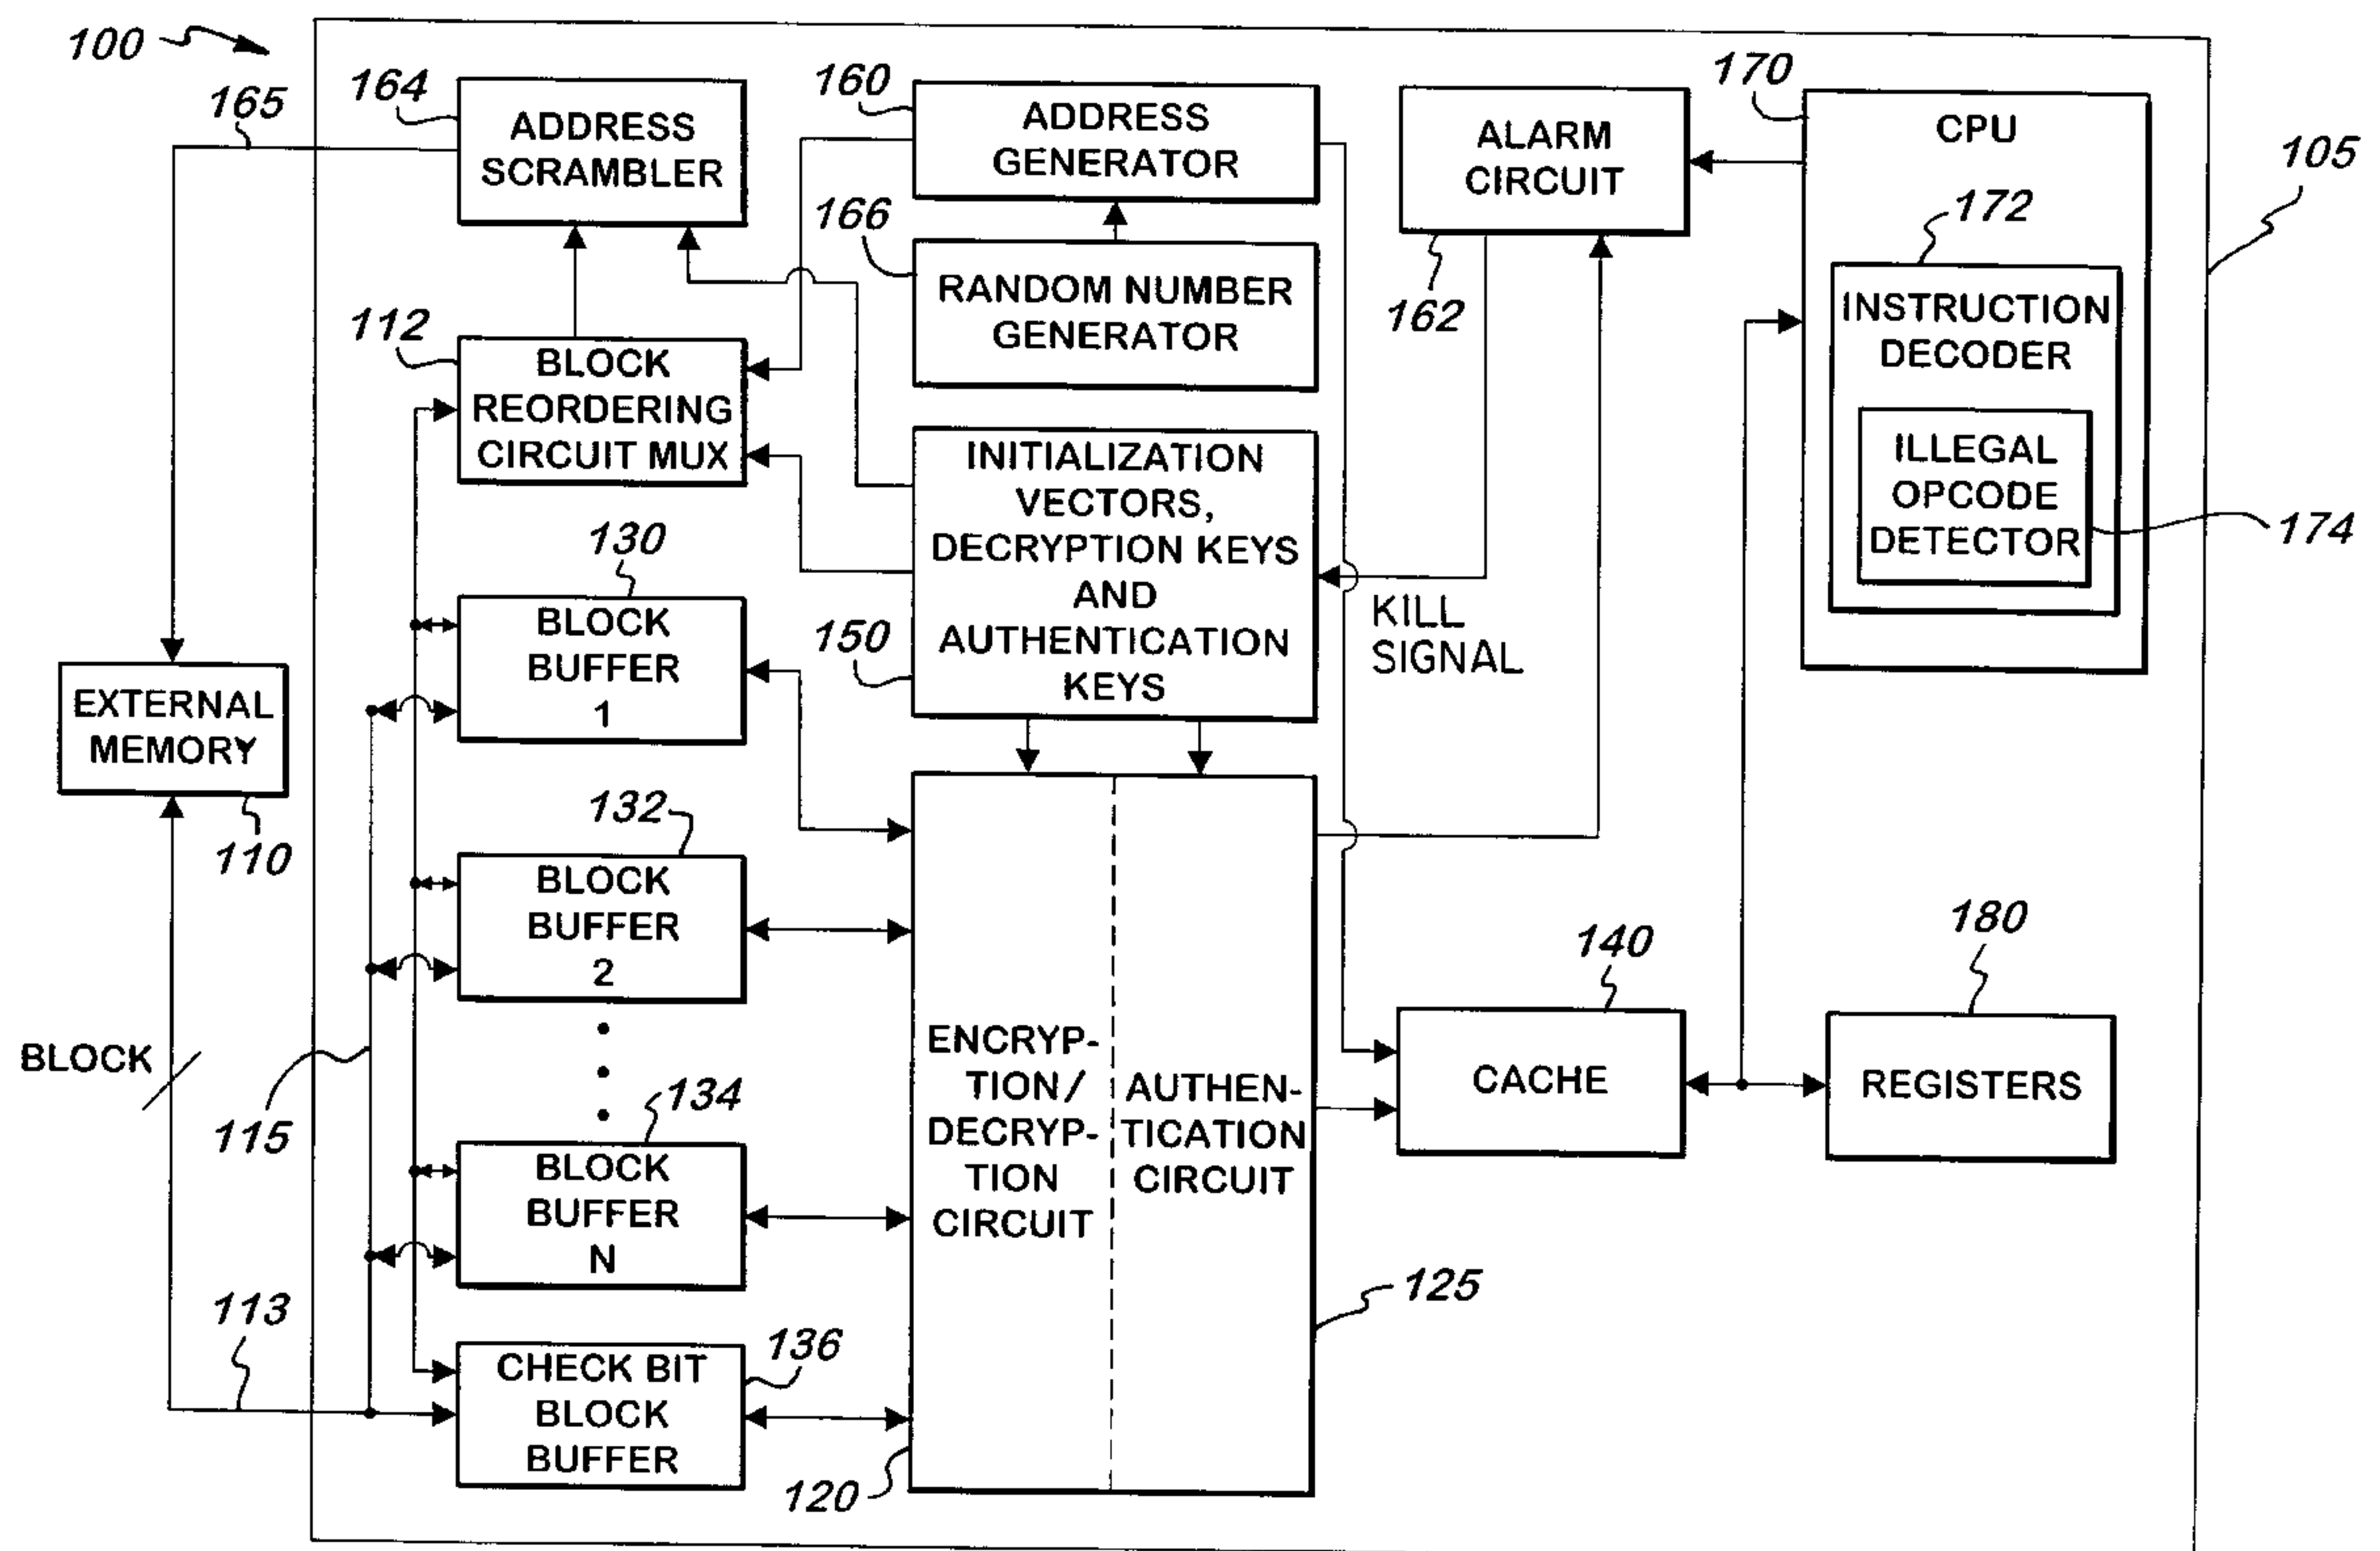 100
165
164
ADDRESS
SCRAMBLER
160
ADDRESS
GENERATOR
166
RANDOM NUMBER
GENERATOR
ALARM
CIRCUIT
162
170
CPU
105
172
INSTRUCTION
DECODER
ILLEGAL
OPCODE
DETECTOR
174
112
BLOCK
REORDERING
CIRCUIT MUX
INITIALIZATION
VECTORS,
DECRYPTION KEYS
AND
AUTHENTICATION
KEYS
150
KILL
SIGNAL
130
BLOCK
BUFFER
1
EXTERNAL
MEMORY
110
132
BLOCK
BUFFER
2
BLOCK
115
134
BLOCK
BUFFER
N
113
136
CHECK BIT
BLOCK
BUFFER
ENCRYP-
TION/
DECRYP-
TION
CIRCUIT
120
AUTHEN-
TICATION
CIRCUIT
125
140
CACHE
180
REGISTERS